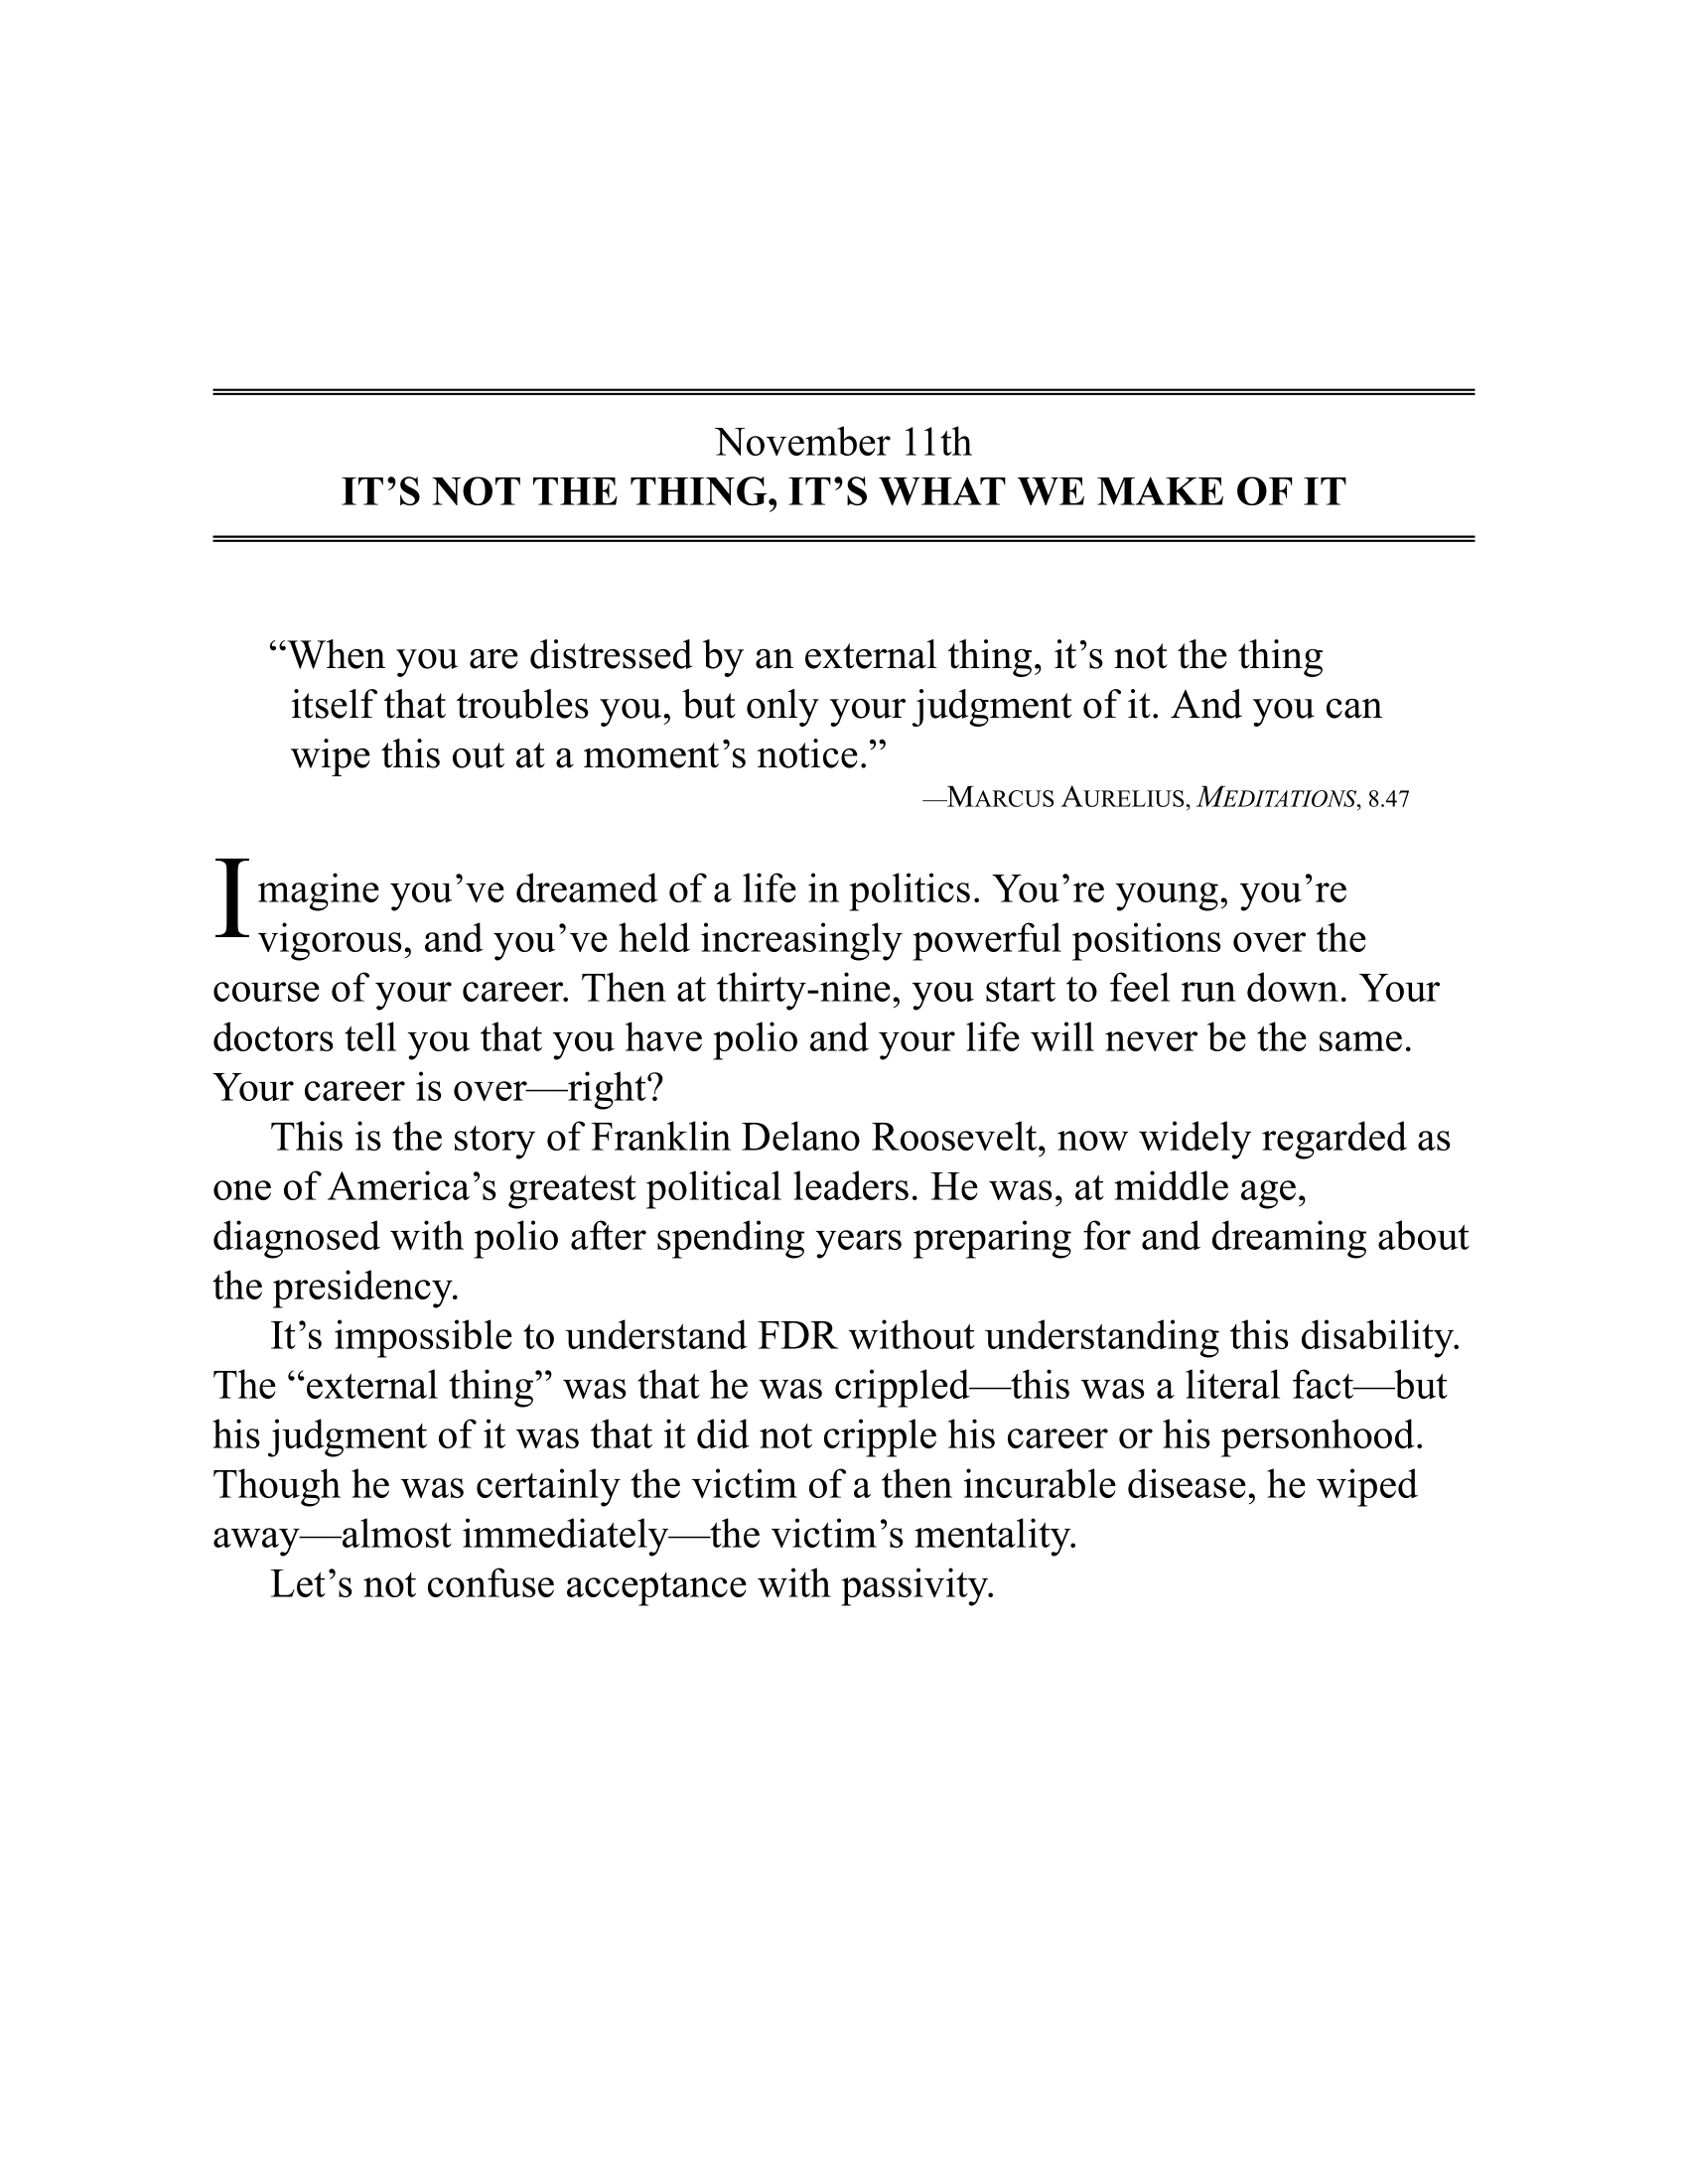 November 11th
IT’S NOT THE THING, IT’S WHAT WE MAKE OF IT
“When you are distressed by an external thing, it’s not the thing
itself that troubles you, but only your judgment of it. And you can
wipe this out at a moment’s notice.”
—MARCUS AURELIUS, MEDITATIONS, 8.47
Imagine you’ve dreamed of a life in politics. You’re young, you’re
vigorous, and you’ve held increasingly powerful positions over the
course of your career. Then at thirty-nine, you start to feel run down. Your
doctors tell you that you have polio and your life will never be the same.
Your career is over—right?
This is the story of Franklin Delano Roosevelt, now widely regarded as
one of America’s greatest political leaders. He was, at middle age,
diagnosed with polio after spending years preparing for and dreaming about
the presidency.
It’s impossible to understand FDR without understanding this disability.
The “external thing” was that he was crippled—this was a literal fact—but
his judgment of it was that it did not cripple his career or his personhood.
Though he was certainly the victim of a then incurable disease, he wiped
away—almost immediately—the victim’s mentality.
Let’s not confuse acceptance with passivity.